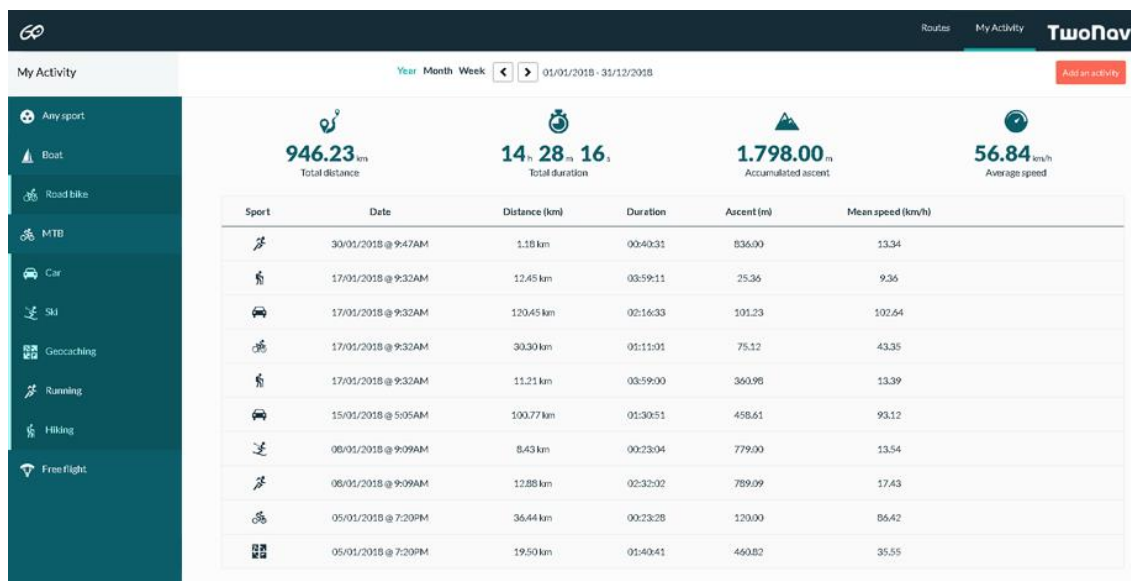 GO
Routes My Activity TwoNav
My Activity Year Month Week 01/01/2018 - 31/12/2018 Add an activity
Any sport
Boat
Road bike
MTB
Car
Ski
Geocaching
Running
Hiking
Free flight
946.23 km 14 h 28 m 16 s 1.798.00 m 56.84 km/h
Total distance Total duration Accumulated ascent Average speed
Sport Date Distance (km) Duration Ascent (m) Mean speed (km/h)
30/01/2018 @ 9:47AM 1.18 km 00:40:31 836.00 13.34
17/01/2018 @ 9:32AM 12.45 km 03:59:11 25.36 9.36
17/01/2018 @ 9:32AM 120.45 km 02:16:33 101.23 102.64
17/01/2018 @ 9:32AM 30.30 km 01:11:01 75.12 43.35
17/01/2018 @ 9:32AM 11.21 km 03:59:00 360.98 13.39
15/01/2018 @ 5:05AM 100.77 km 01:30:51 458.61 93.12
08/01/2018 @ 9:09AM 8.43 km 00:23:04 779.00 13.54
08/01/2018 @ 9:09AM 12.88 km 02:32:02 789.09 17.43
05/01/2018 @ 7:20PM 36.44 km 00:23:28 120.00 86.42
05/01/2018 @ 7:20PM 19.50 km 01:40:41 460.82 35.55